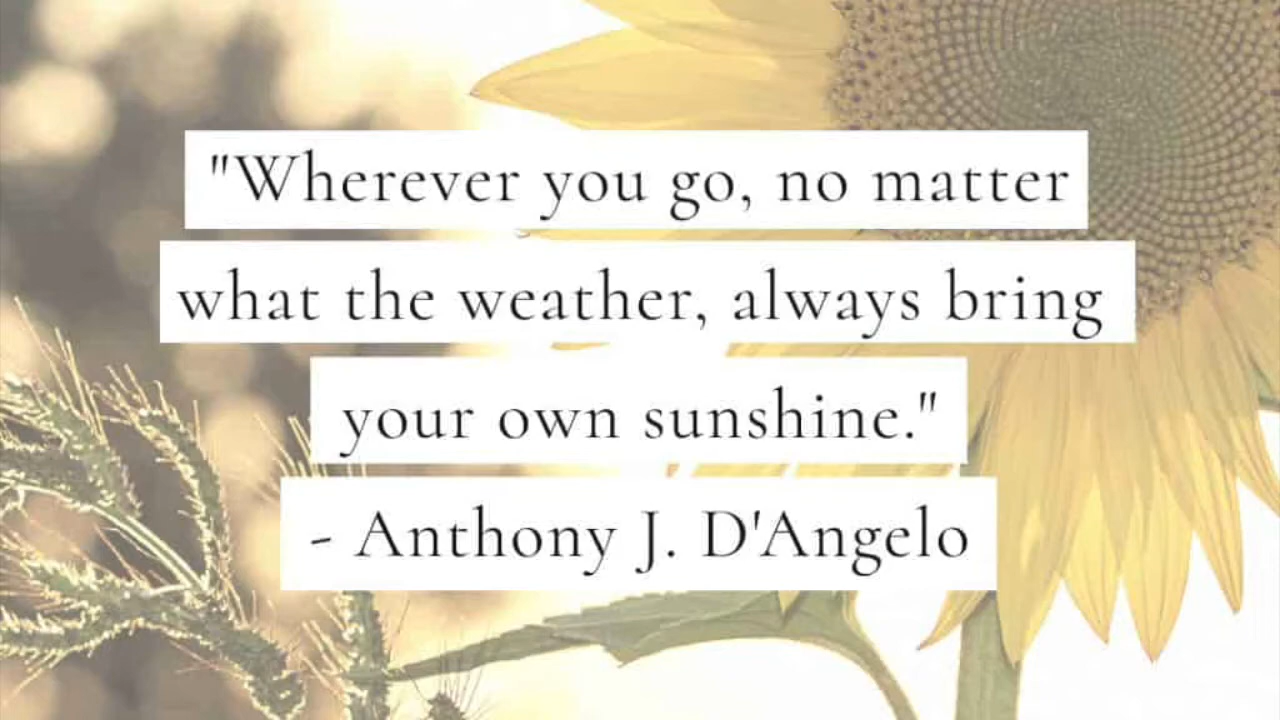 "Wherever you go, no matter
what the weather, always bring
your own sunshine."
- Anthony J. D'Angelo